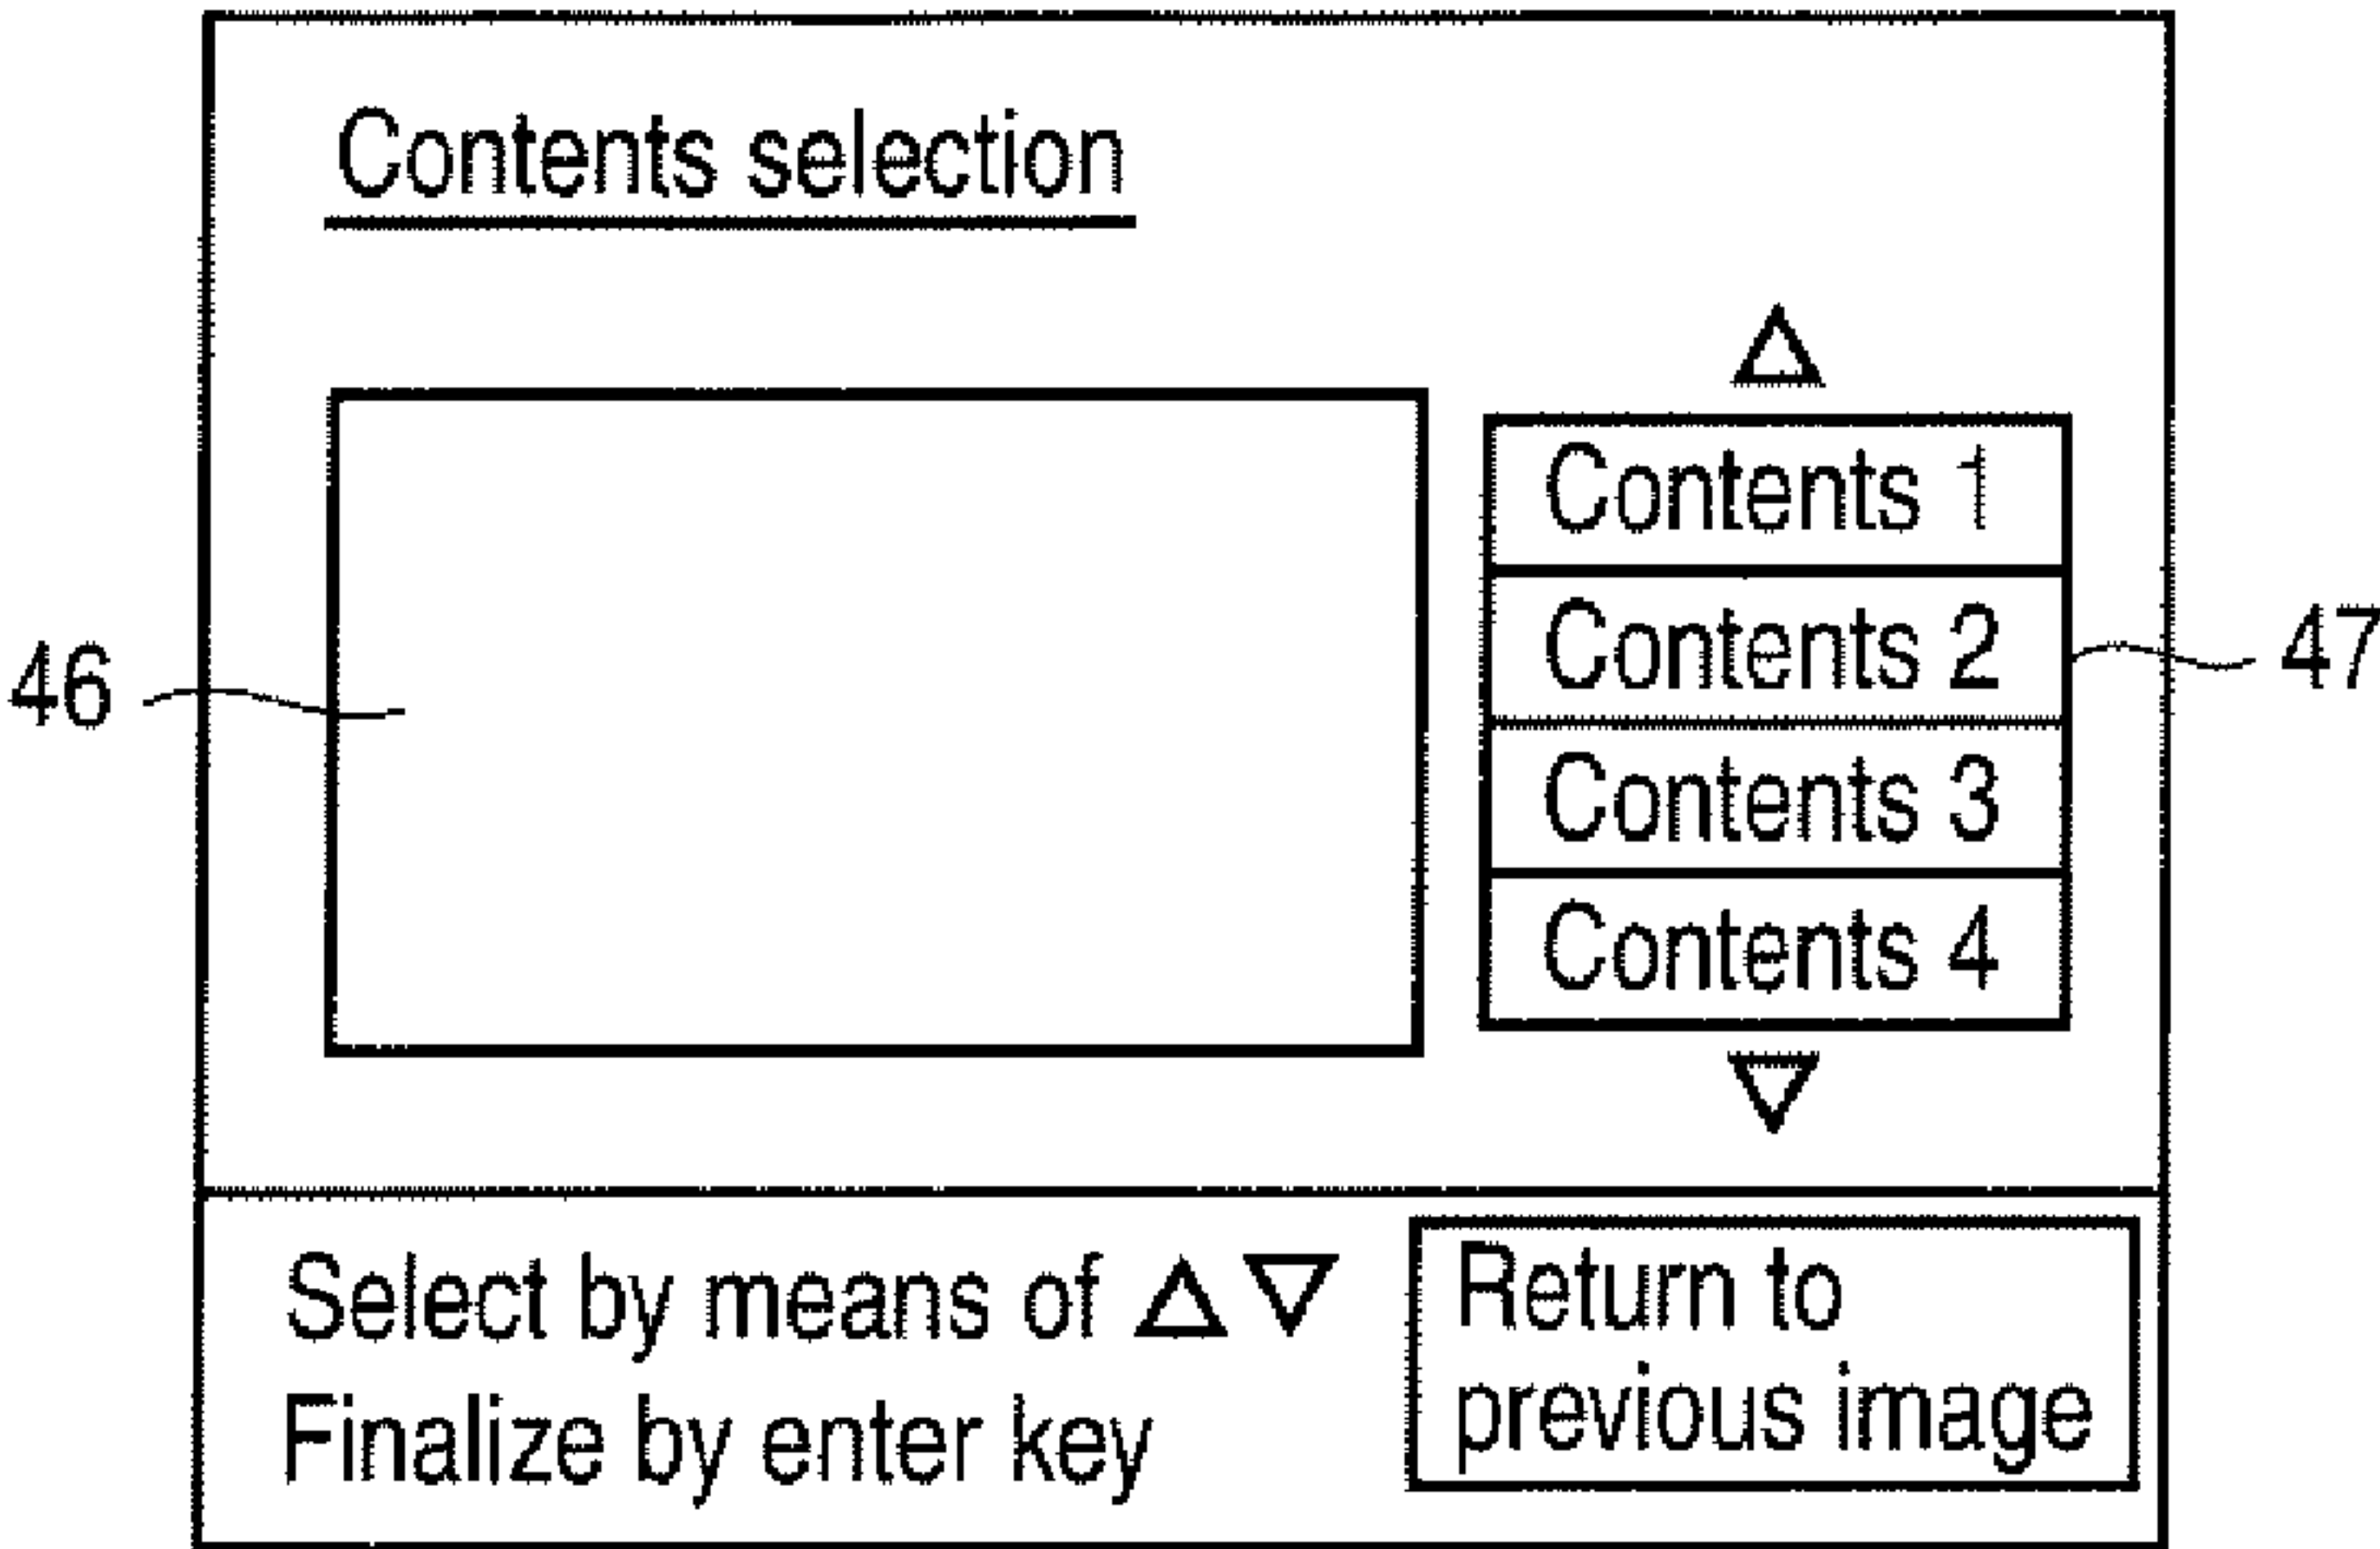 Contents selection
△
Contents 1
Contents 2
46
47
Contents 3
Contents 4
▽
Select by means of △ ▽
Finalize by enter key
Return to
previous image